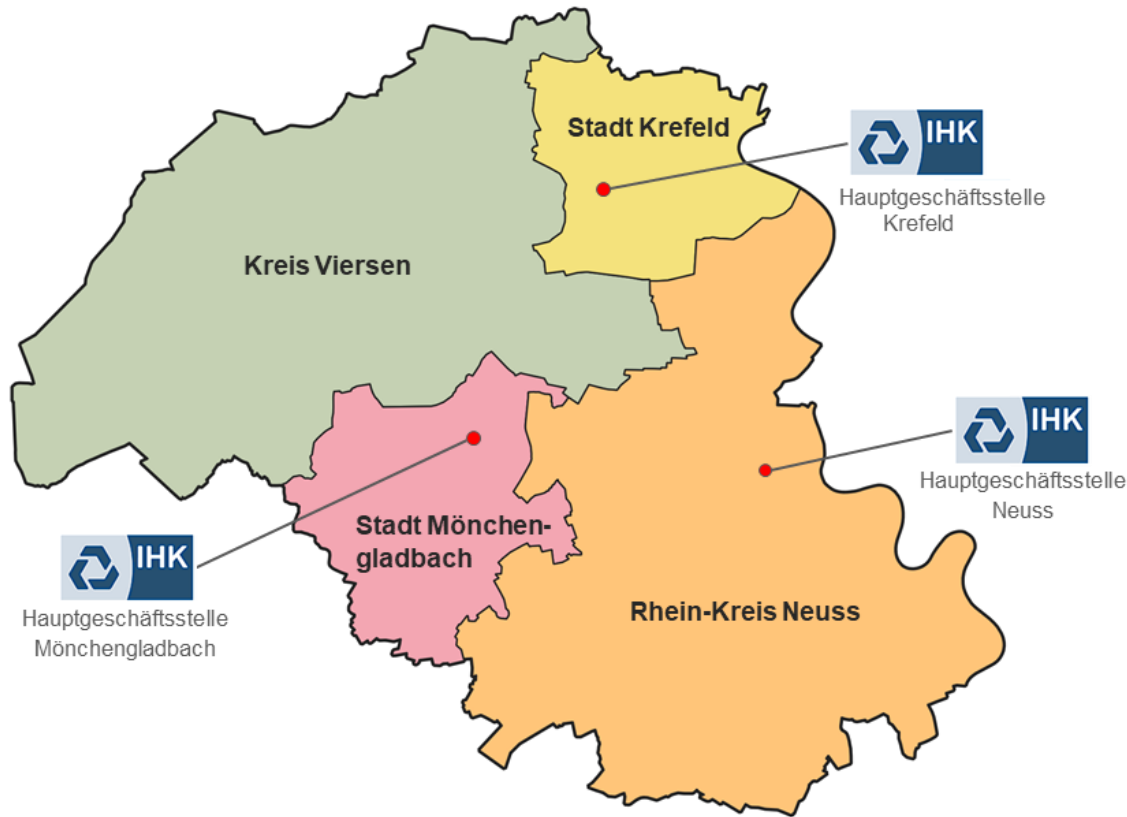 Stadt Krefeld
IHK
Hauptgeschäftsstelle
Krefeld
Kreis Viersen
IHK
Hauptgeschäftsstelle
Neuss
Stadt Mönchen-
gladbach
IHK
Hauptgeschäftsstelle
Mönchengladbach
Rhein-Kreis Neuss